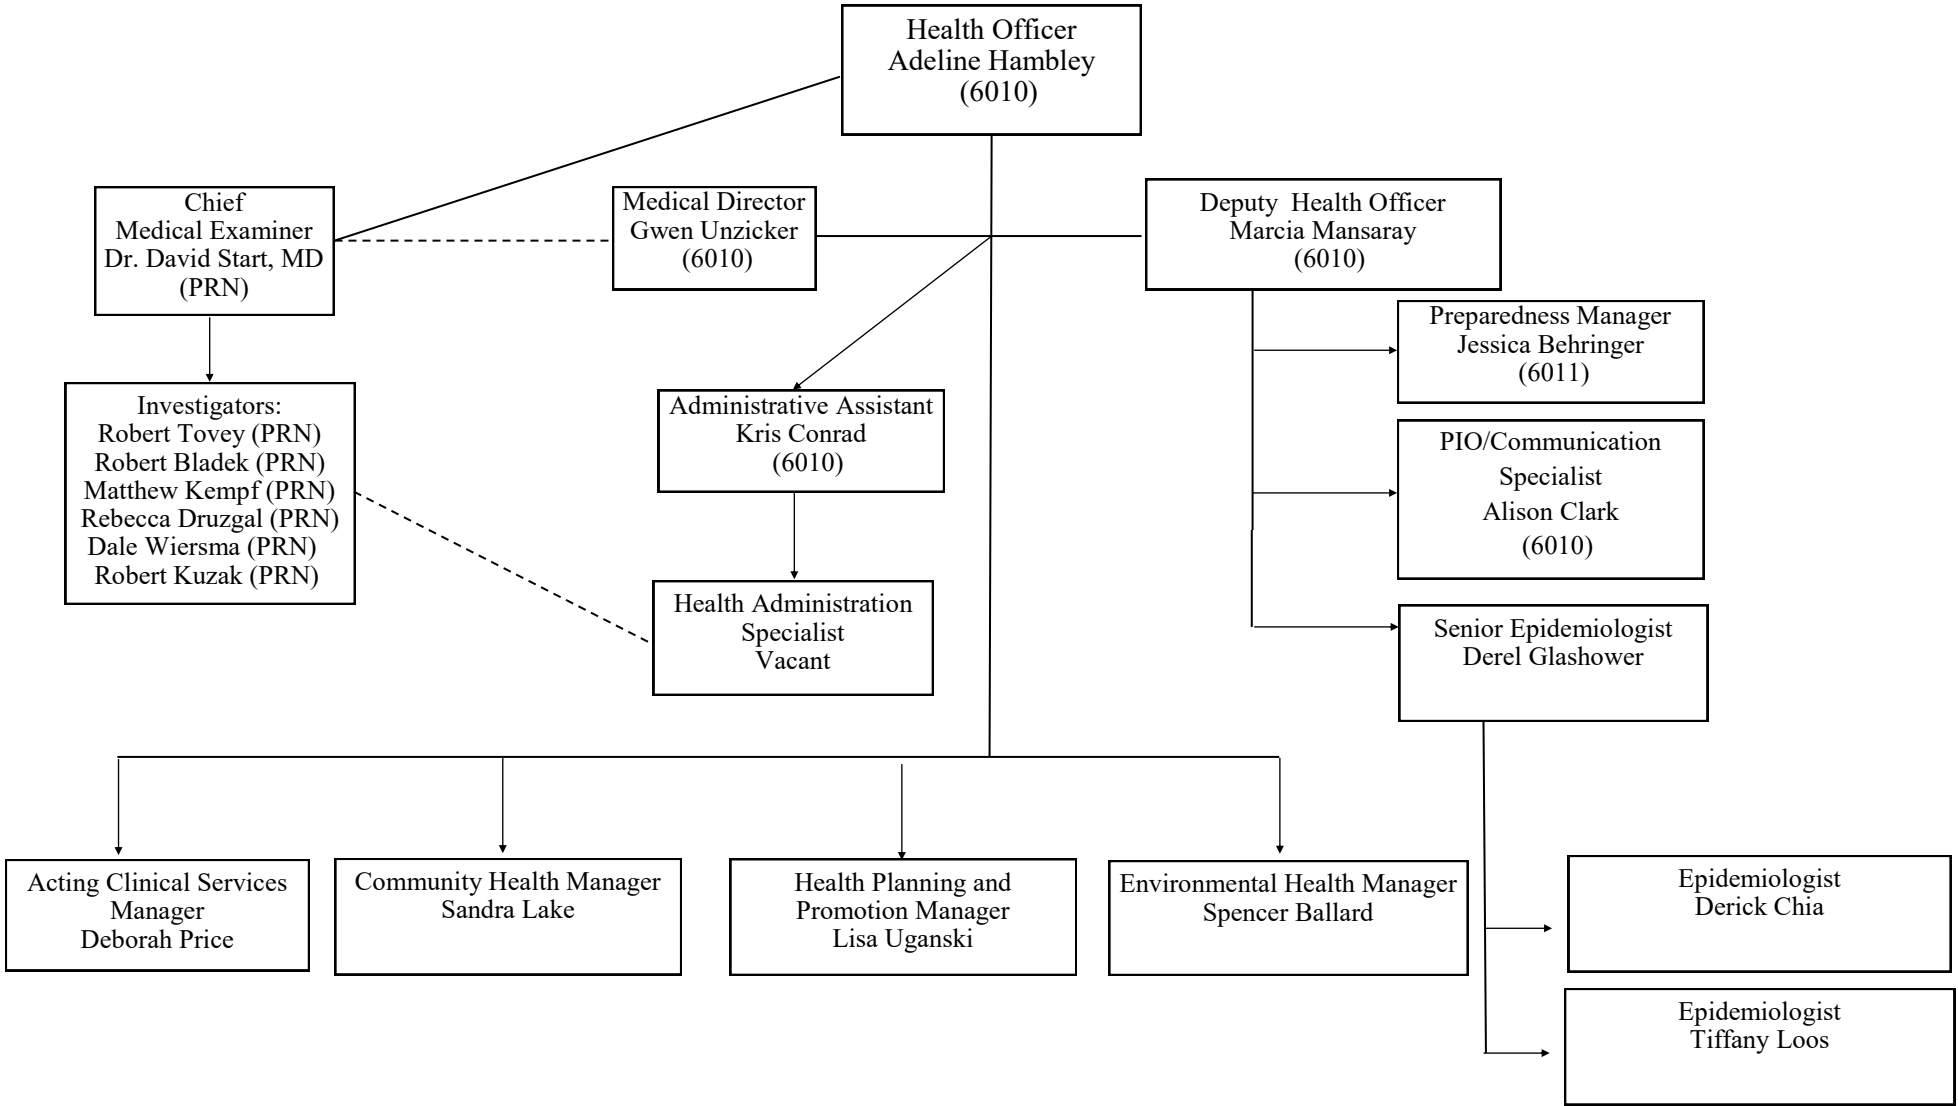 Health Officer
Adeline Hambley
(6010)
Chief
Medical Examiner
Dr. David Start, MD
(PRN)
Medical Director
Gwen Unzicker
(6010)
Deputy  Health Officer
Marcia Mansaray
(6010)
Preparedness Manager
Jessica Behringer
(6011)
Investigators:
Robert Tovey (PRN)
Robert Bladek (PRN)
Matthew Kempf (PRN)
Rebecca Druzgal (PRN)
Dale Wiersma (PRN)
Robert Kuzak (PRN)
Administrative Assistant
Kris Conrad
(6010)
PIO/Communication
Specialist
Alison Clark
(6010)
Health Administration
Specialist
Vacant
Senior Epidemiologist
Derel Glashower
Acting Clinical Services
Manager
Deborah Price
Community Health Manager
Sandra Lake
Health Planning and
Promotion Manager
Lisa Uganski
Environmental Health Manager
Spencer Ballard
Epidemiologist
Derick Chia
Epidemiologist
Tiffany Loos